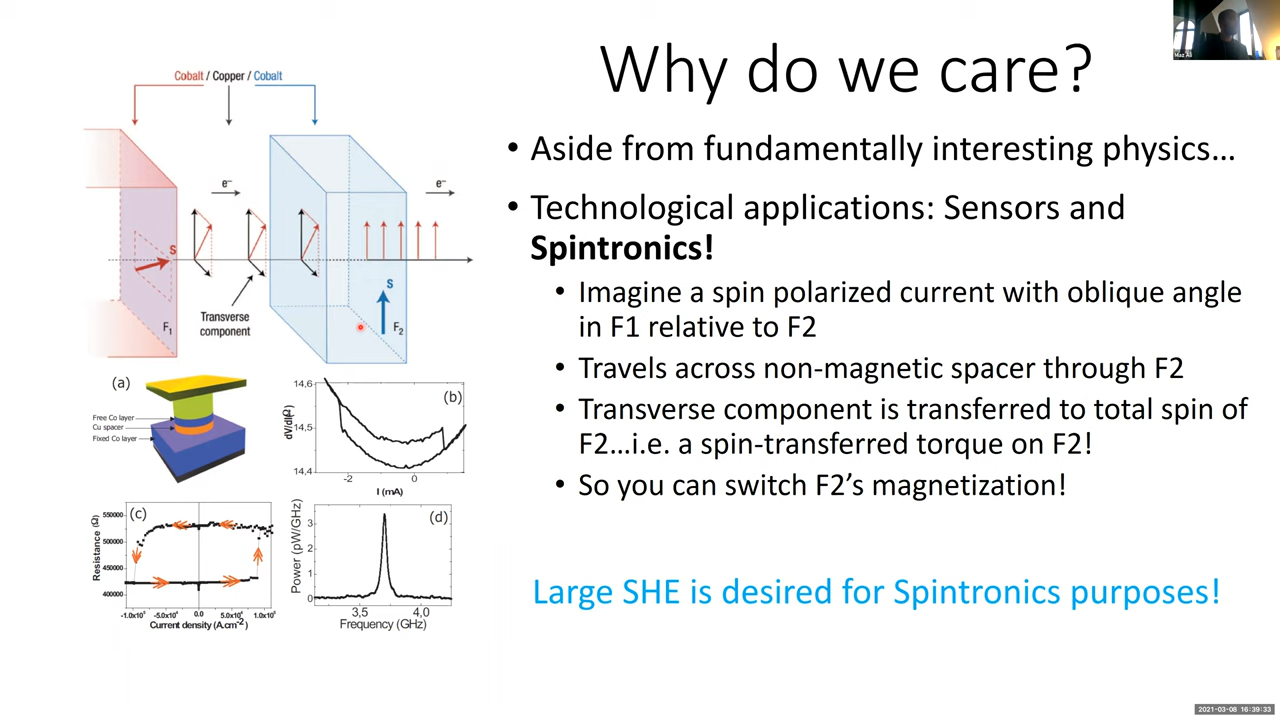 Why do we care?
Maz Ali
Cobalt / Copper / Cobalt
e⁻
e⁻
S
S
F₁
F₂
Transverse
component
• Aside from fundamentally interesting physics...
• Technological applications: Sensors and
Spintronics!
• Imagine a spin polarized current with oblique angle
in F1 relative to F2
• Travels across non-magnetic spacer through F2
• Transverse component is transferred to total spin of
F2...i.e. a spin-transferred torque on F2!
• So you can switch F2's magnetization!
Large SHE is desired for Spintronics purposes!
(a)
Free Co layer
Cu spacer
Fixed Co layer
(b)
14,6
14,5
14,4
-2
0
I (mA)
(c)
Resistance (Ω)
550000
500000
450000
400000
-1.0x10⁵
-5.0x10⁴
0.0
5.0x10⁴
1.0x10⁵
Current density (A.cm⁻²)
(d)
Power (pW/GHz)
3
2
1
0
3,5
4,0
Frequency (GHz)
2021-03-08 16:39:33